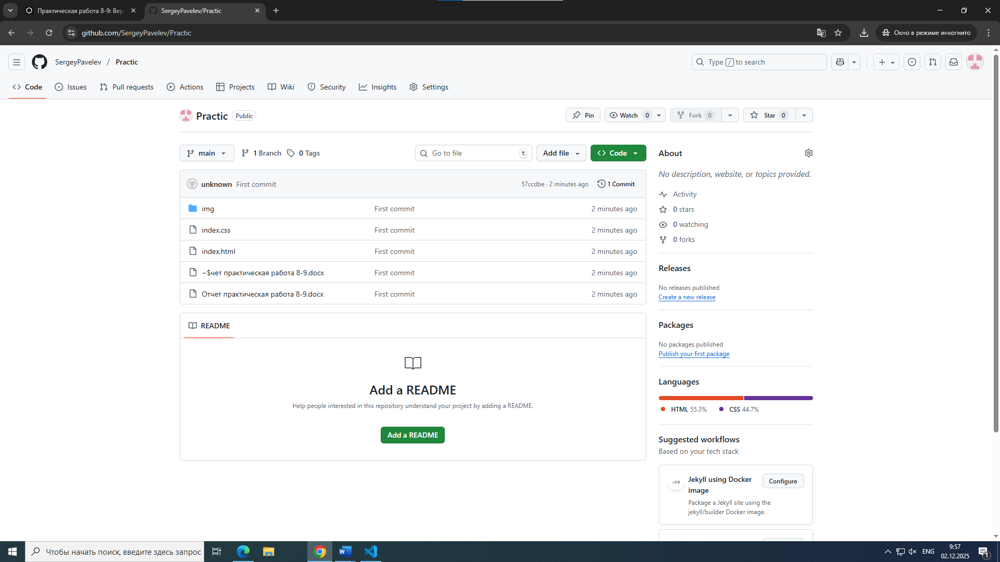 Практическая работа 8-9: Вер
SergeyPavelev/Practic
github.com/SergeyPavelev/Practic
Окно в режиме инкогнито
SergeyPavelev / Practic
Type / to search
Code
Issues
Pull requests
Actions
Projects
Wiki
Security
Insights
Settings
Practic Public
Pin
Watch 0
Fork 0
Star 0
main
1 Branch
0 Tags
Go to file t
Add file
Code
unknown First commit 57ccdbe · 2 minutes ago 1 Commit
img First commit 2 minutes ago
index.css First commit 2 minutes ago
index.html First commit 2 minutes ago
~$чет практическая работа 8-9.docx First commit 2 minutes ago
Отчет практическая работа 8-9.docx First commit 2 minutes ago
README
Add a README
Help people interested in this repository understand your project by adding a README.
Add a README
About
No description, website, or topics provided.
Activity
0 stars
0 watching
0 forks
Releases
No releases published
Create a new release
Packages
No packages published
Publish your first package
Languages
HTML 55.3% CSS 44.7%
Suggested workflows
Based on your tech stack
Jekyll using Docker
image
Configure
Package a Jekyll site using the
jekyll/builder Docker image.
Чтобы начать поиск, введите здесь запрос
ENG
9:57
02.12.2025
1